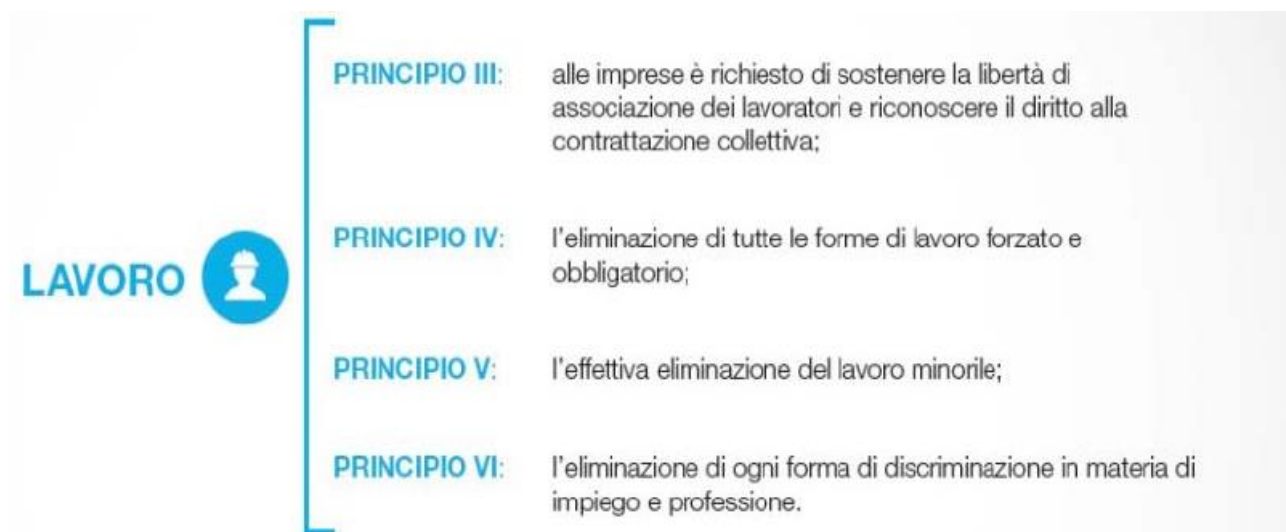 PRINCIPIO III: alle imprese è richiesto di sostenere la libertà di
associazione dei lavoratori e riconoscere il diritto alla
contrattazione collettiva;
PRINCIPIO IV: l'eliminazione di tutte le forme di lavoro forzato e
obbligatorio;
LAVORO
PRINCIPIO V: l'effettiva eliminazione del lavoro minorile;
PRINCIPIO VI: l'eliminazione di ogni forma di discriminazione in materia di
impiego e professione.